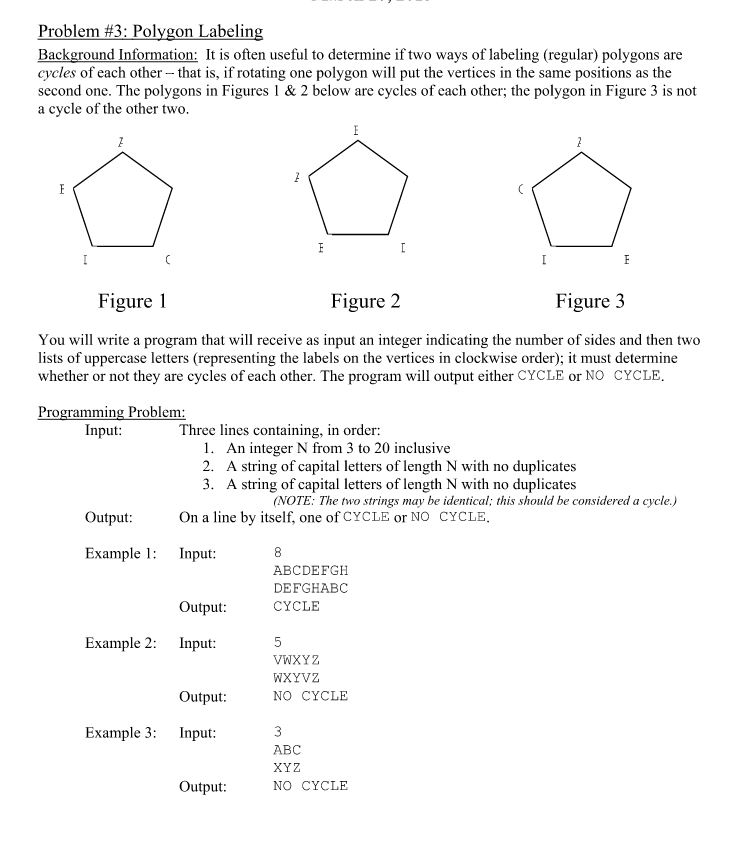 Problem #3: Polygon Labeling
Background Information: It is often useful to determine if two ways of labeling (regular) polygons are
cycles of each other – that is, if rotating one polygon will put the vertices in the same positions as the
second one. The polygons in Figures 1 & 2 below are cycles of each other; the polygon in Figure 3 is not
a cycle of the other two.
Figure 1
Figure 2
Figure 3
You will write a program that will receive as input an integer indicating the number of sides and then two
lists of uppercase letters (representing the labels on the vertices in clockwise order); it must determine
whether or not they are cycles of each other. The program will output either CYCLE or NO CYCLE.
Programming Problem:
Input: Three lines containing, in order:
1. An integer N from 3 to 20 inclusive
2. A string of capital letters of length N with no duplicates
3. A string of capital letters of length N with no duplicates
(NOTE: The two strings may be identical; this should be considered a cycle.)
Output: On a line by itself, one of CYCLE or NO CYCLE.
Example 1: Input: 8
ABCDEFGH
DEFGHABC
Output: CYCLE
Example 2: Input: 5
VWXYZ
WXYVZ
Output: NO CYCLE
Example 3: Input: 3
ABC
XYZ
Output: NO CYCLE